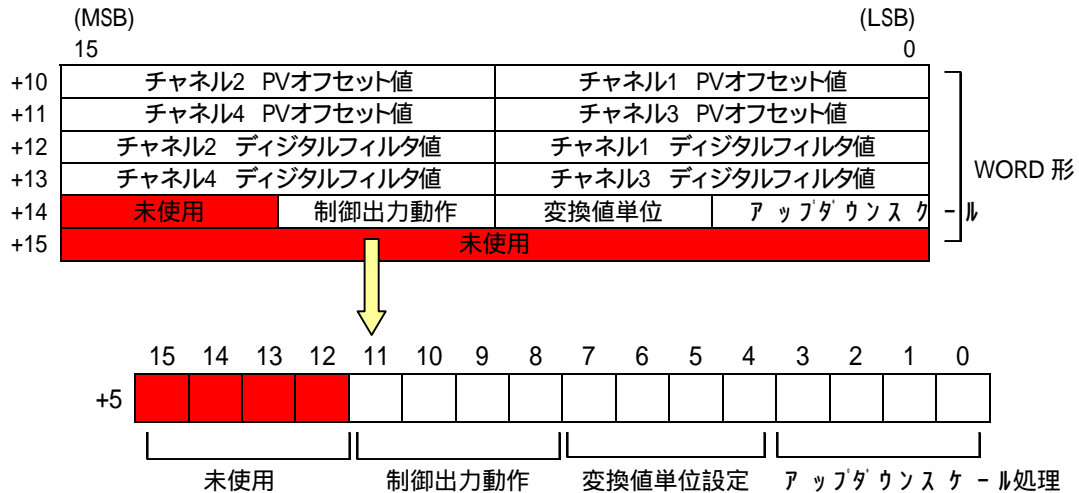 (MSB) (LSB)
15 0
+10 チャネル2 PVオフセット値 チャネル1 PVオフセット値
+11 チャネル4 PVオフセット値 チャネル3 PVオフセット値
+12 チャネル2 ディジタルフィルタ値 チャネル1 ディジタルフィルタ値
+13 チャネル4 ディジタルフィルタ値 チャネル3 ディジタルフィルタ値
WORD 形
+14 未使用 制御出力動作 変換値単位 アップダウンスケール
+15 未使用
15 14 13 12 11 10 9 8 7 6 5 4 3 2 1 0
+5
未使用 制御出力動作 変換値単位設定 アップダウンスケール処理